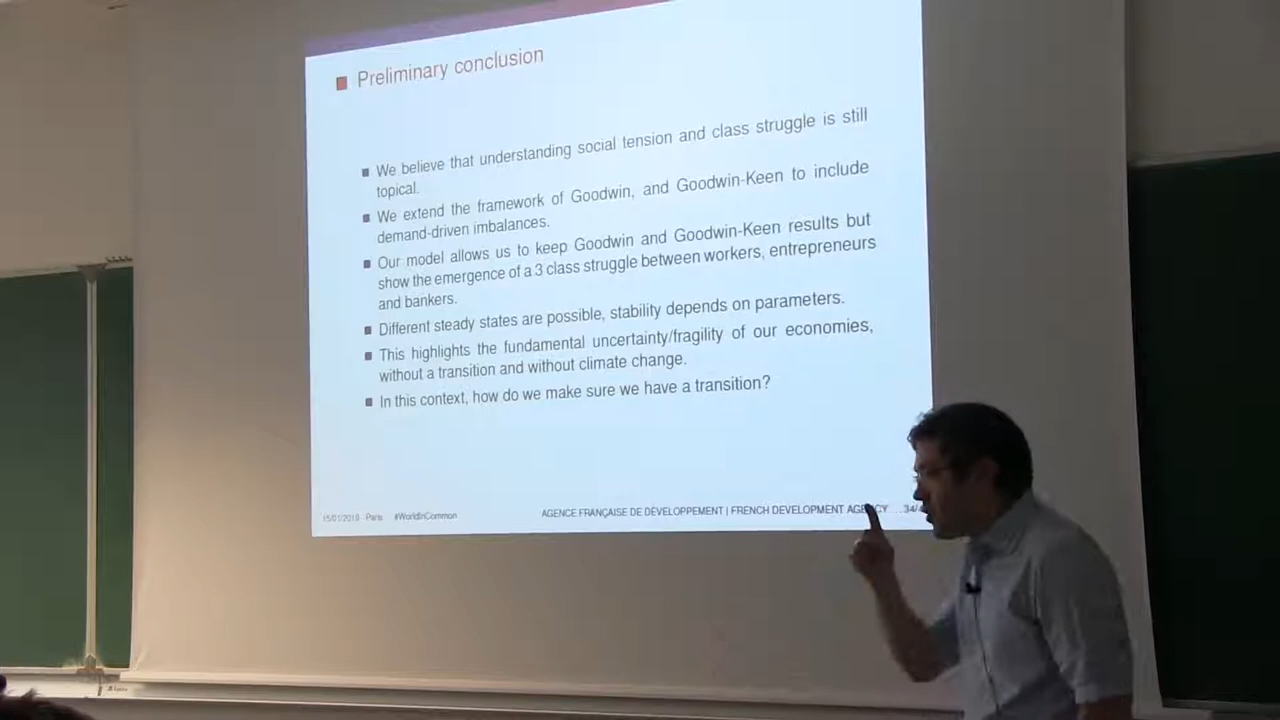 Preliminary conclusion
We believe that understanding social tension and class struggle is still
topical.
We extend the framework of Goodwin, and Goodwin-Keen to include
demand-driven imbalances.
Our model allows us to keep Goodwin and Goodwin-Keen results but
show the emergence of a 3 class struggle between workers, entrepreneurs
and bankers.
Different steady states are possible, stability depends on parameters.
This highlights the fundamental uncertainty/fragility of our economies,
without a transition and without climate change.
In this context, how do we make sure we have a transition?
15/01/2019 Paris #WorldInCommon
AGENCE FRANÇAISE DE DÉVELOPPEMENT | FRENCH DEVELOPMENT AGENCY